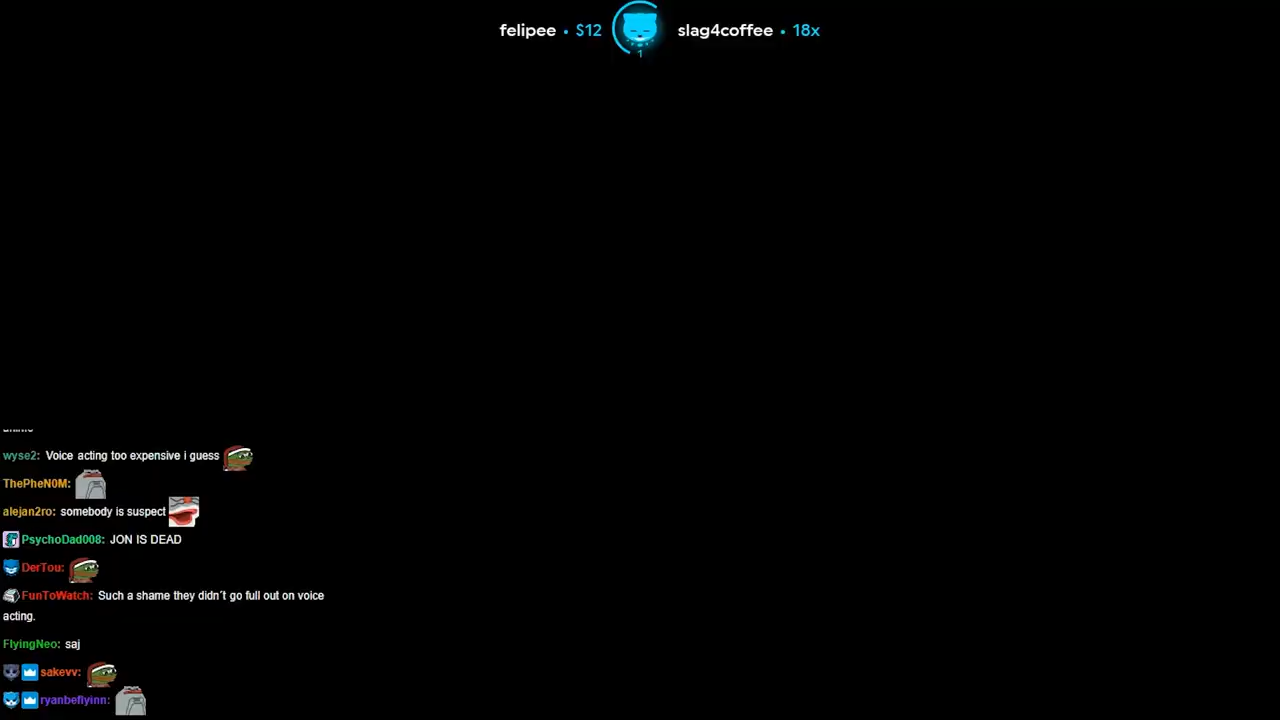 felipee • $12
slag4coffee • 18x
1
wyse2: Voice acting too expensive i guess
ThePheN0M:
alejan2ro: somebody is suspect
PsychoDad008: JON IS DEAD
DerTou:
FunToWatch: Such a shame they didn´t go full out on voice
acting.
FlyingNeo: saj
sakevv:
ryanbeflyinn: